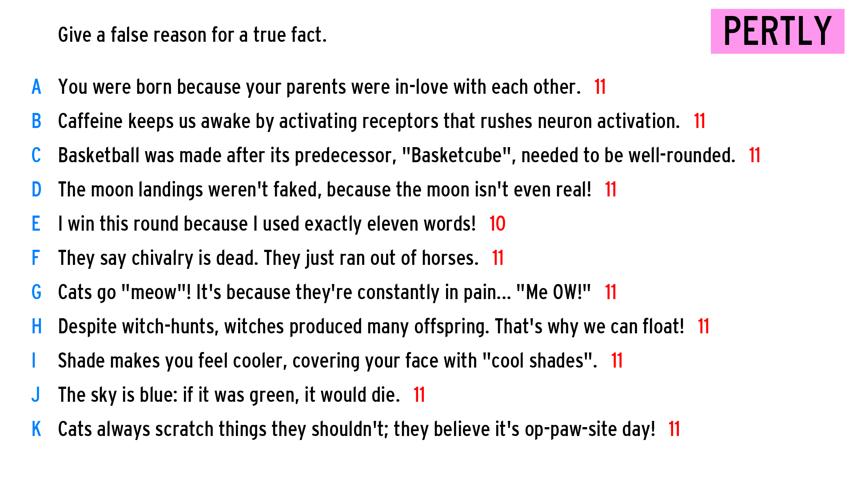 Give a false reason for a true fact.
PERTLY
A You were born because your parents were in-love with each other. 11
B Caffeine keeps us awake by activating receptors that rushes neuron activation. 11
C Basketball was made after its predecessor, "Basketcube", needed to be well-rounded. 11
D The moon landings weren't faked, because the moon isn't even real! 11
E I win this round because I used exactly eleven words! 10
F They say chivalry is dead. They just ran out of horses. 11
G Cats go "meow"! It's because they're constantly in pain... "Me OW!" 11
H Despite witch-hunts, witches produced many offspring. That's why we can float! 11
I Shade makes you feel cooler, covering your face with "cool shades". 11
J The sky is blue: if it was green, it would die. 11
K Cats always scratch things they shouldn't; they believe it's op-paw-site day! 11